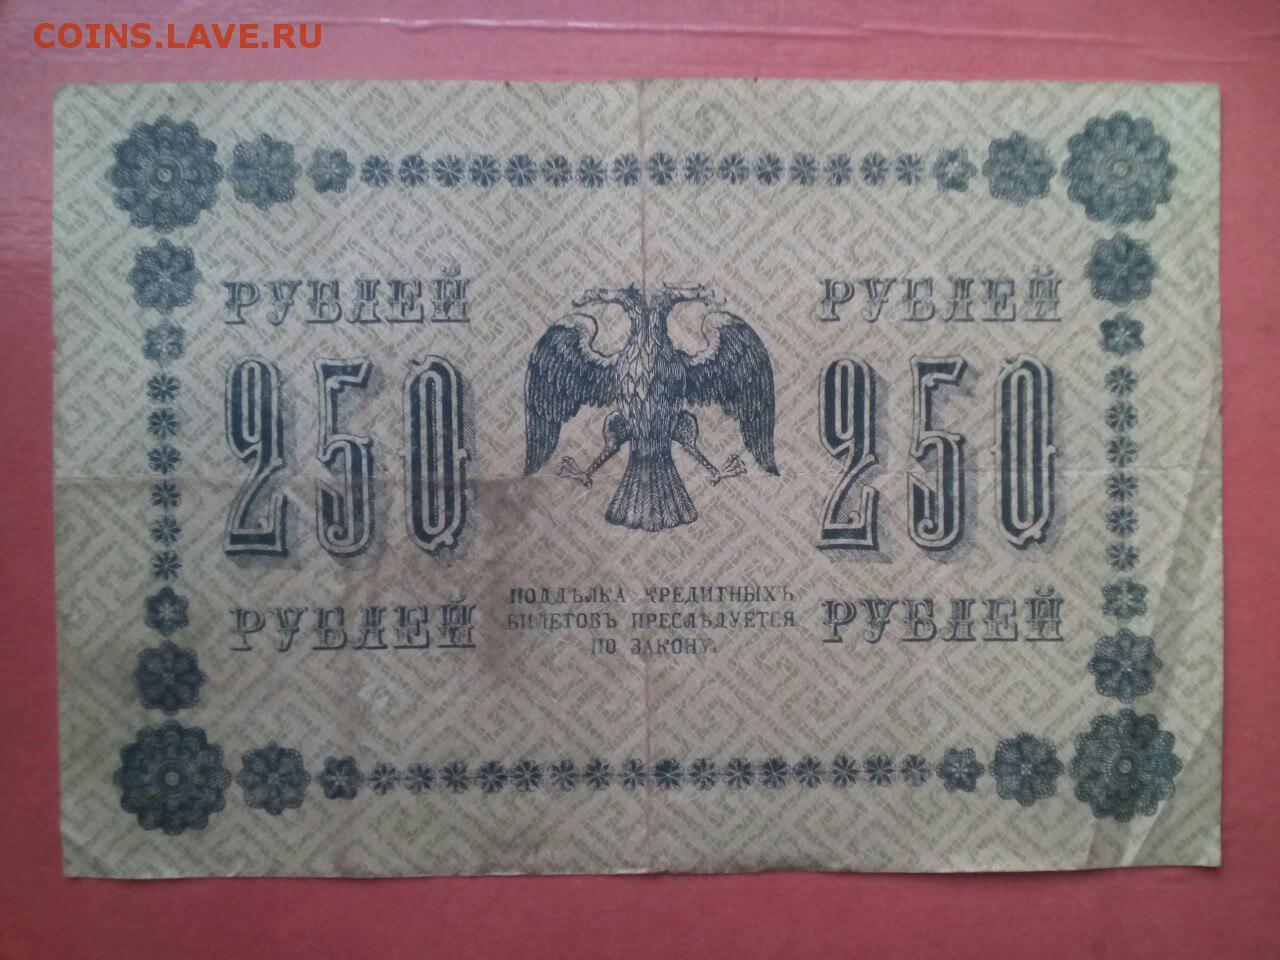 COINS.LAVE.RU
РУБЛЕЙ
РУБЛЕЙ
250
250
РУБЛЕЙ
ПОДДѢЛКА КРЕДИТНЫХЪ
БИЛЕТОВЪ ПРЕСЛѢДУЕТСЯ
ПО ЗАКОНУ.
РУБЛЕЙ